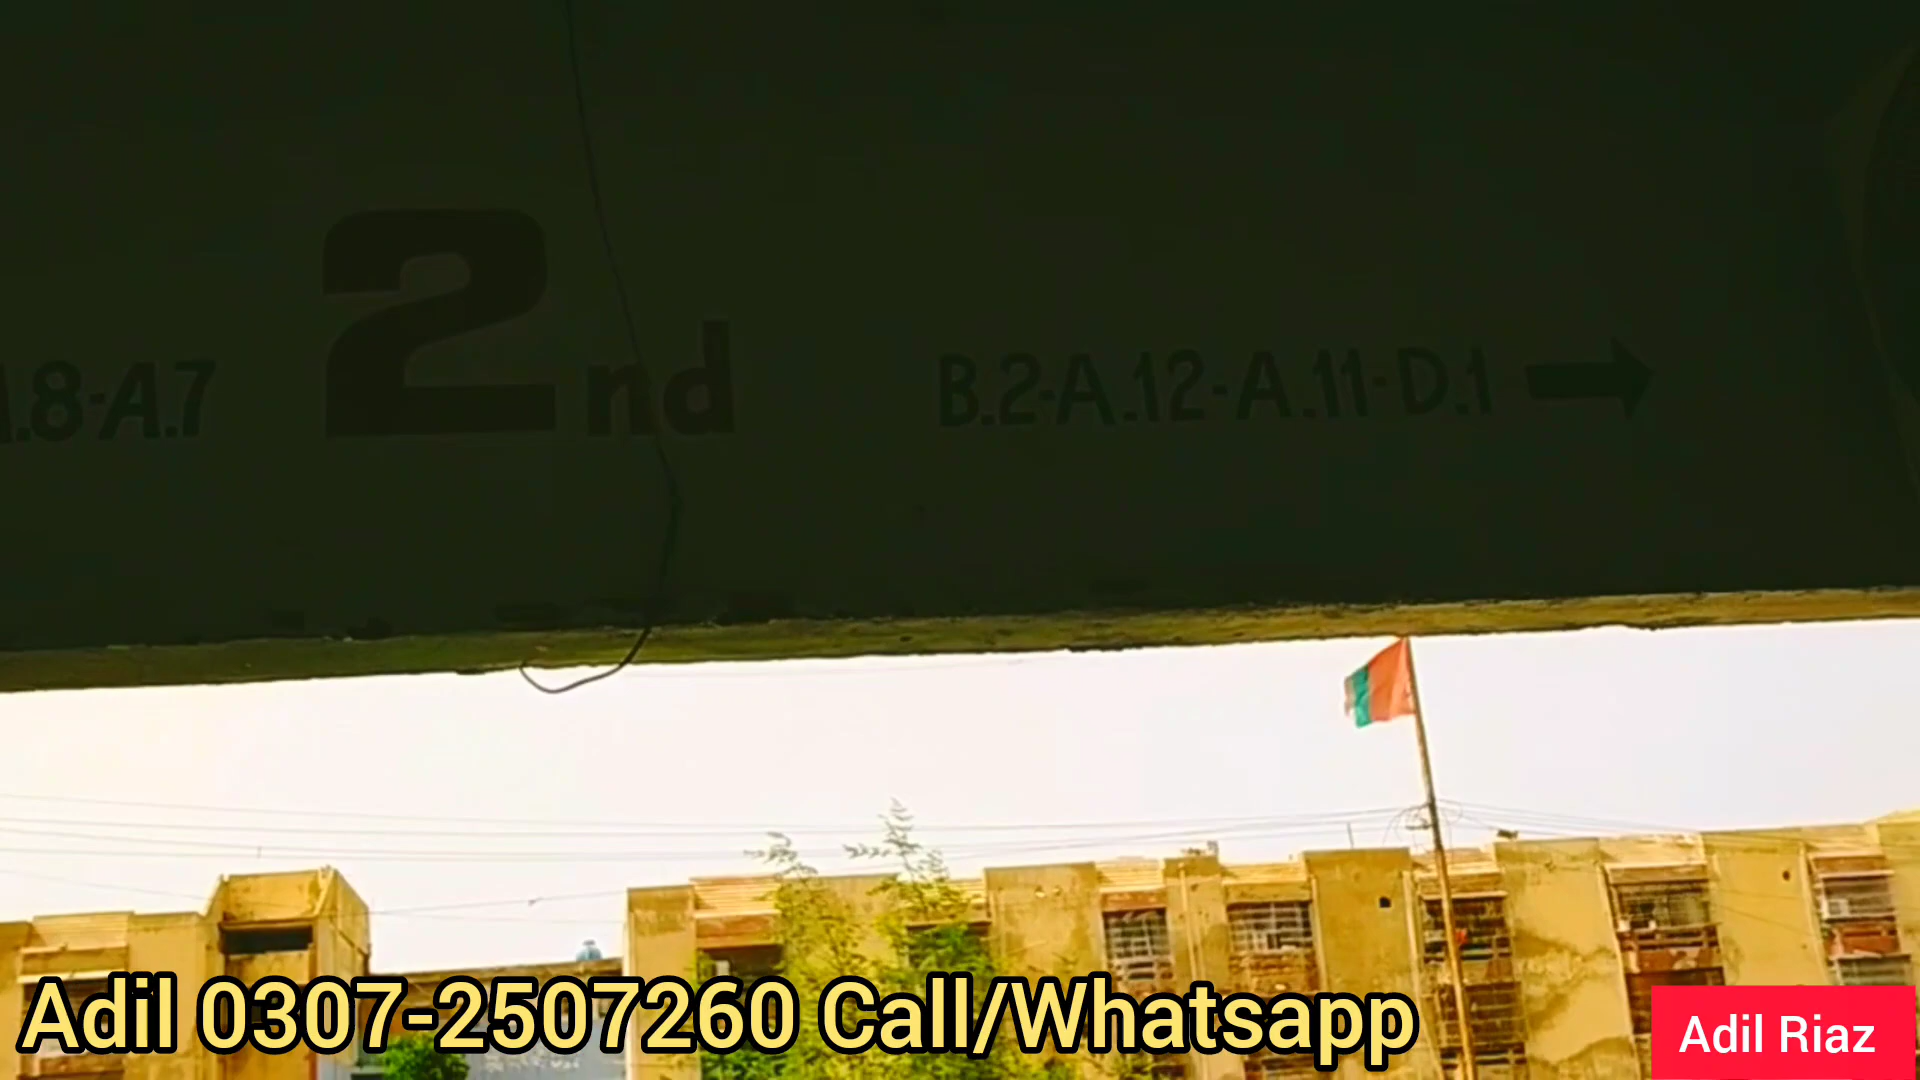 .8-A.7 2nd B.2-A.12-A.11-D.1
Adil 0307-2507260 Call/Whatsapp
Adil Riaz